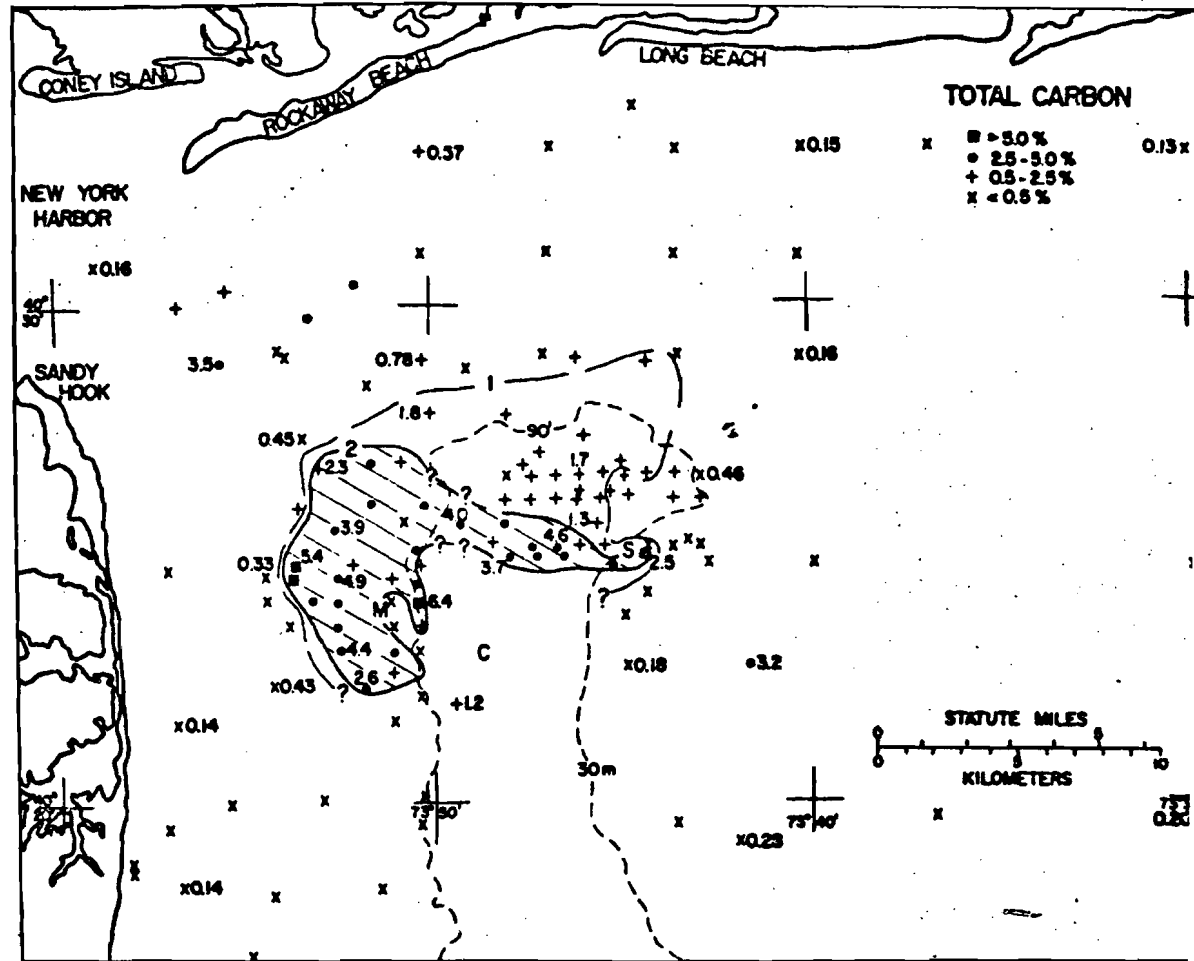 LONG BEACH
CONEY ISLAND
ROCKAWAY BEACH
TOTAL CARBON
■ >5.0 %
● 2.5-5.0 %
+ 0.5-2.5 %
x <0.5 %
+0.37
x0.15
0.13x
NEW YORK
HARBOR
x0.16
40°
30'
3.5
0.78
x0.16
SANDY
HOOK
1
1.8+
0.45x
2
90'
2.3
1.7
x0.46
?
?
4.0
3.9
1.3
4.6
? ?
S
0.33
5.4
4.9
3.7
2.5
M
6.4
?
C
4.4
x0.18
3.2
x0.43
?
2.6
+1.2
x0.14
STATUTE MILES
0 5
0 5 10
KILOMETERS
30m
73° 50'
73° 40'
0.20
x0.23
x0.14